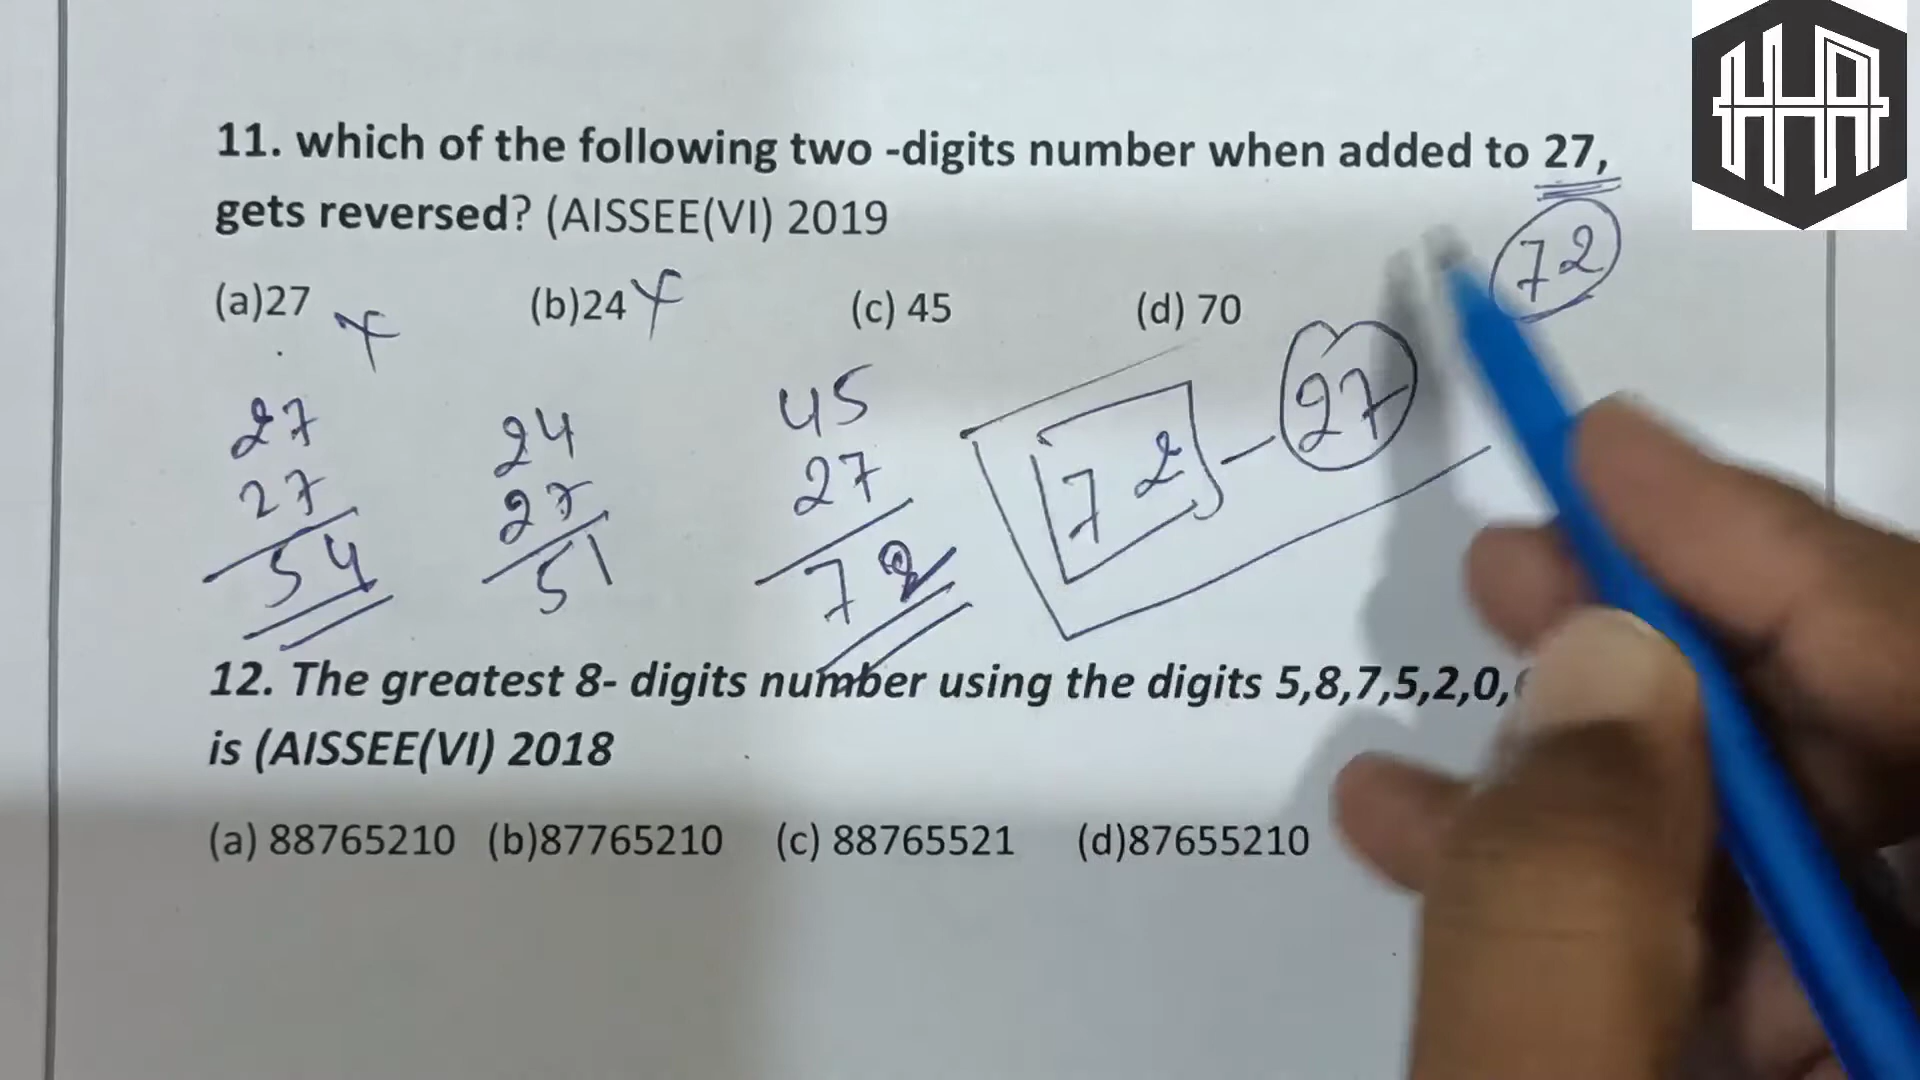 11. which of the following two -digits number when added to 27,
gets reversed? (AISSEE(VI) 2019
72
(a)27 (b)24 (c) 45 (d) 70
27 24 45 72 - 27
27 27 27
54 51 72
12. The greatest 8- digits number using the digits 5,8,7,5,2,0,
is (AISSEE(VI) 2018
(a) 88765210 (b)87765210 (c) 88765521 (d)87655210